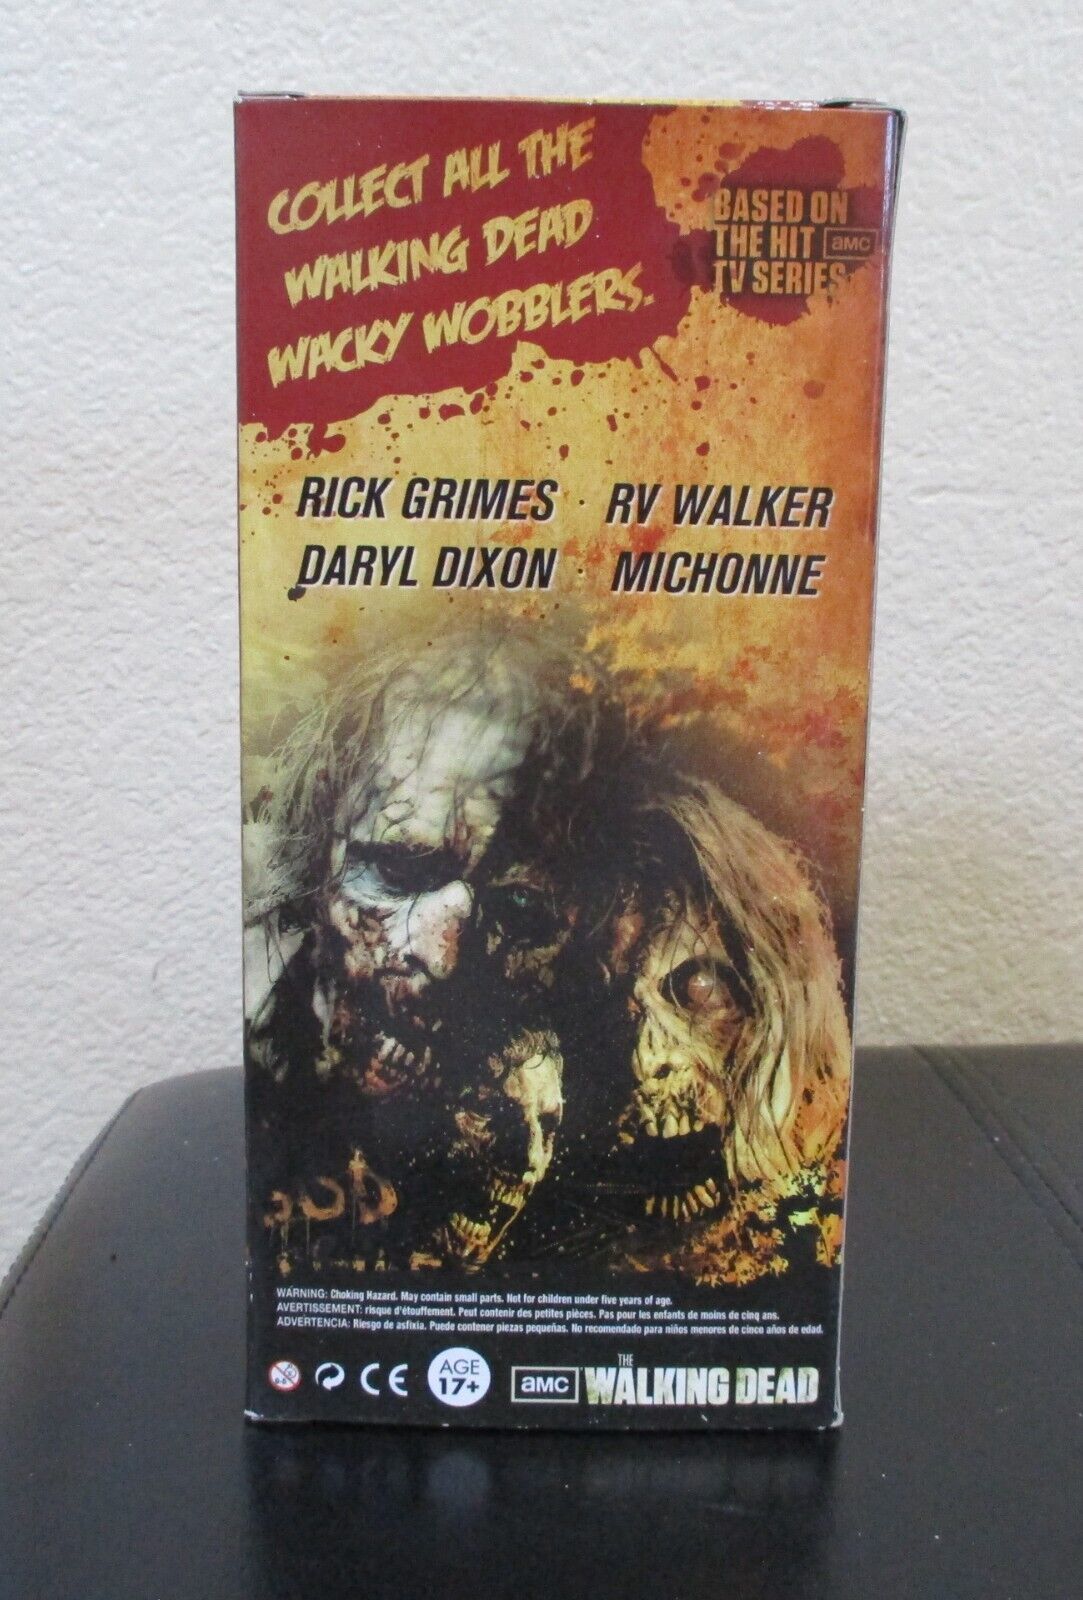 COLLECT ALL THE
WALKING DEAD
WACKY WOBBLERS.
BASED ON
THE HIT amc
TV SERIES
RICK GRIMES · RV WALKER
DARYL DIXON · MICHONNE
WARNING: Choking Hazard. May contain small parts. Not for children under five years of age.
AVERTISSEMENT: risque d'étouffement. Peut contenir des petites pièces. Pas pour les enfants de moins de cinq ans.
ADVERTENCIA: Riesgo de asfixia. Puede contener piezas pequeñas. No recomendado para niños menores de cinco años de edad.
CE
AGE
17+
amc
THE
WALKING DEAD